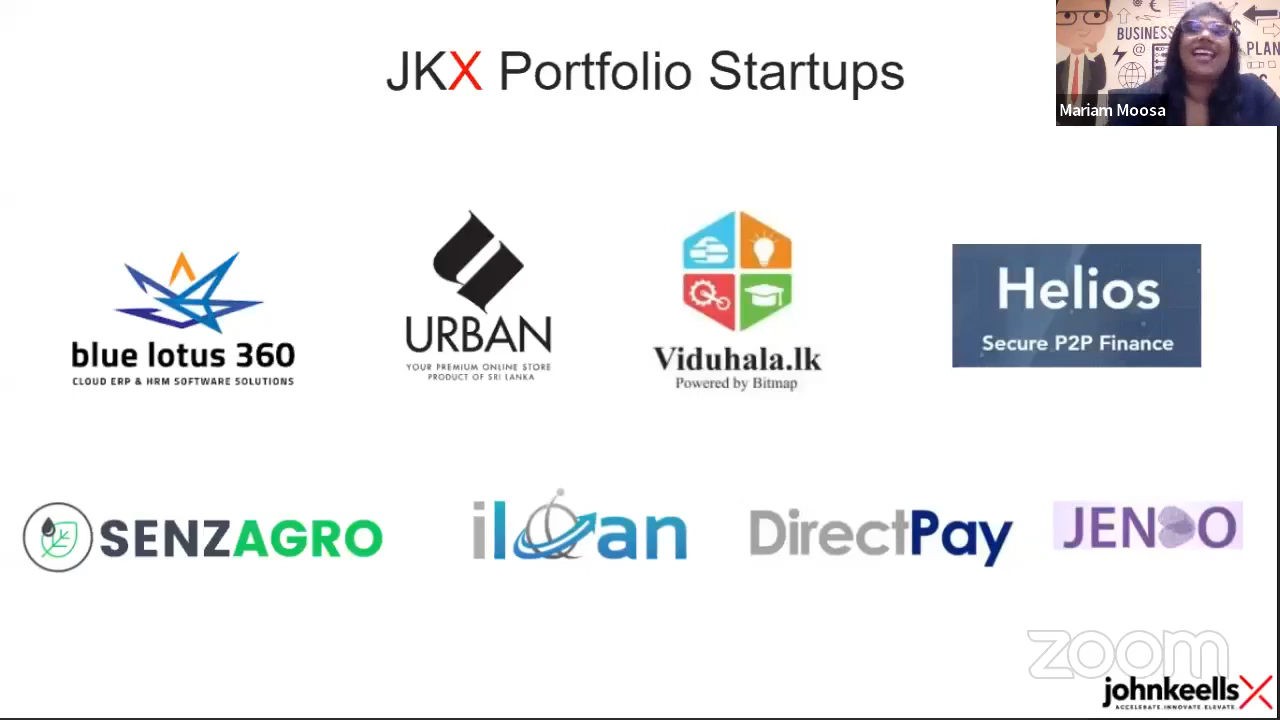 JKX Portfolio Startups
BUSINESS
S
PLAN
@
Mariam Moosa
blue lotus 360
CLOUD ERP & HRM SOFTWARE SOLUTIONS
URBAN
YOUR PREMIUM ONLINE STORE
PRODUCT OF SRI LANKA
Viduhala.lk
Powered by Bitmap
Helios
Secure P2P Finance
SENZAGRO
iloan
DirectPay
JENDO
zoom
johnkeellsX
ACCELERATE.INNOVATE.ELEVATE.